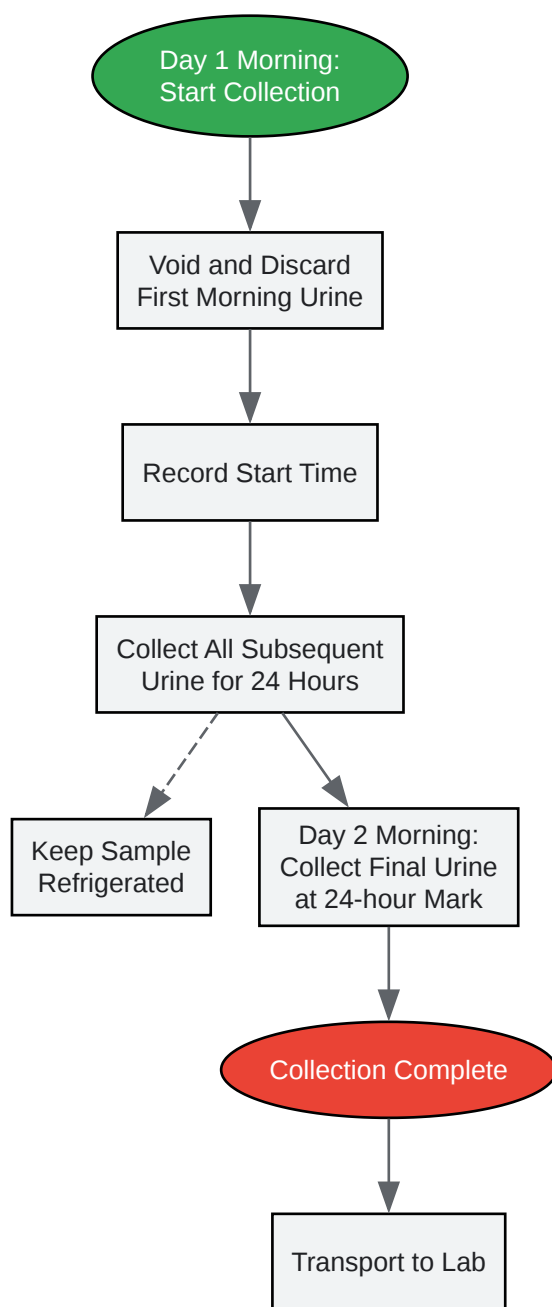 Day 1 Morning:
Start Collection
Void and Discard
First Morning Urine
Record Start Time
Collect All Subsequent
Urine for 24 Hours
Keep Sample
Refrigerated
Day 2 Morning:
Collect Final Urine
at 24-hour Mark
Collection Complete
Transport to Lab